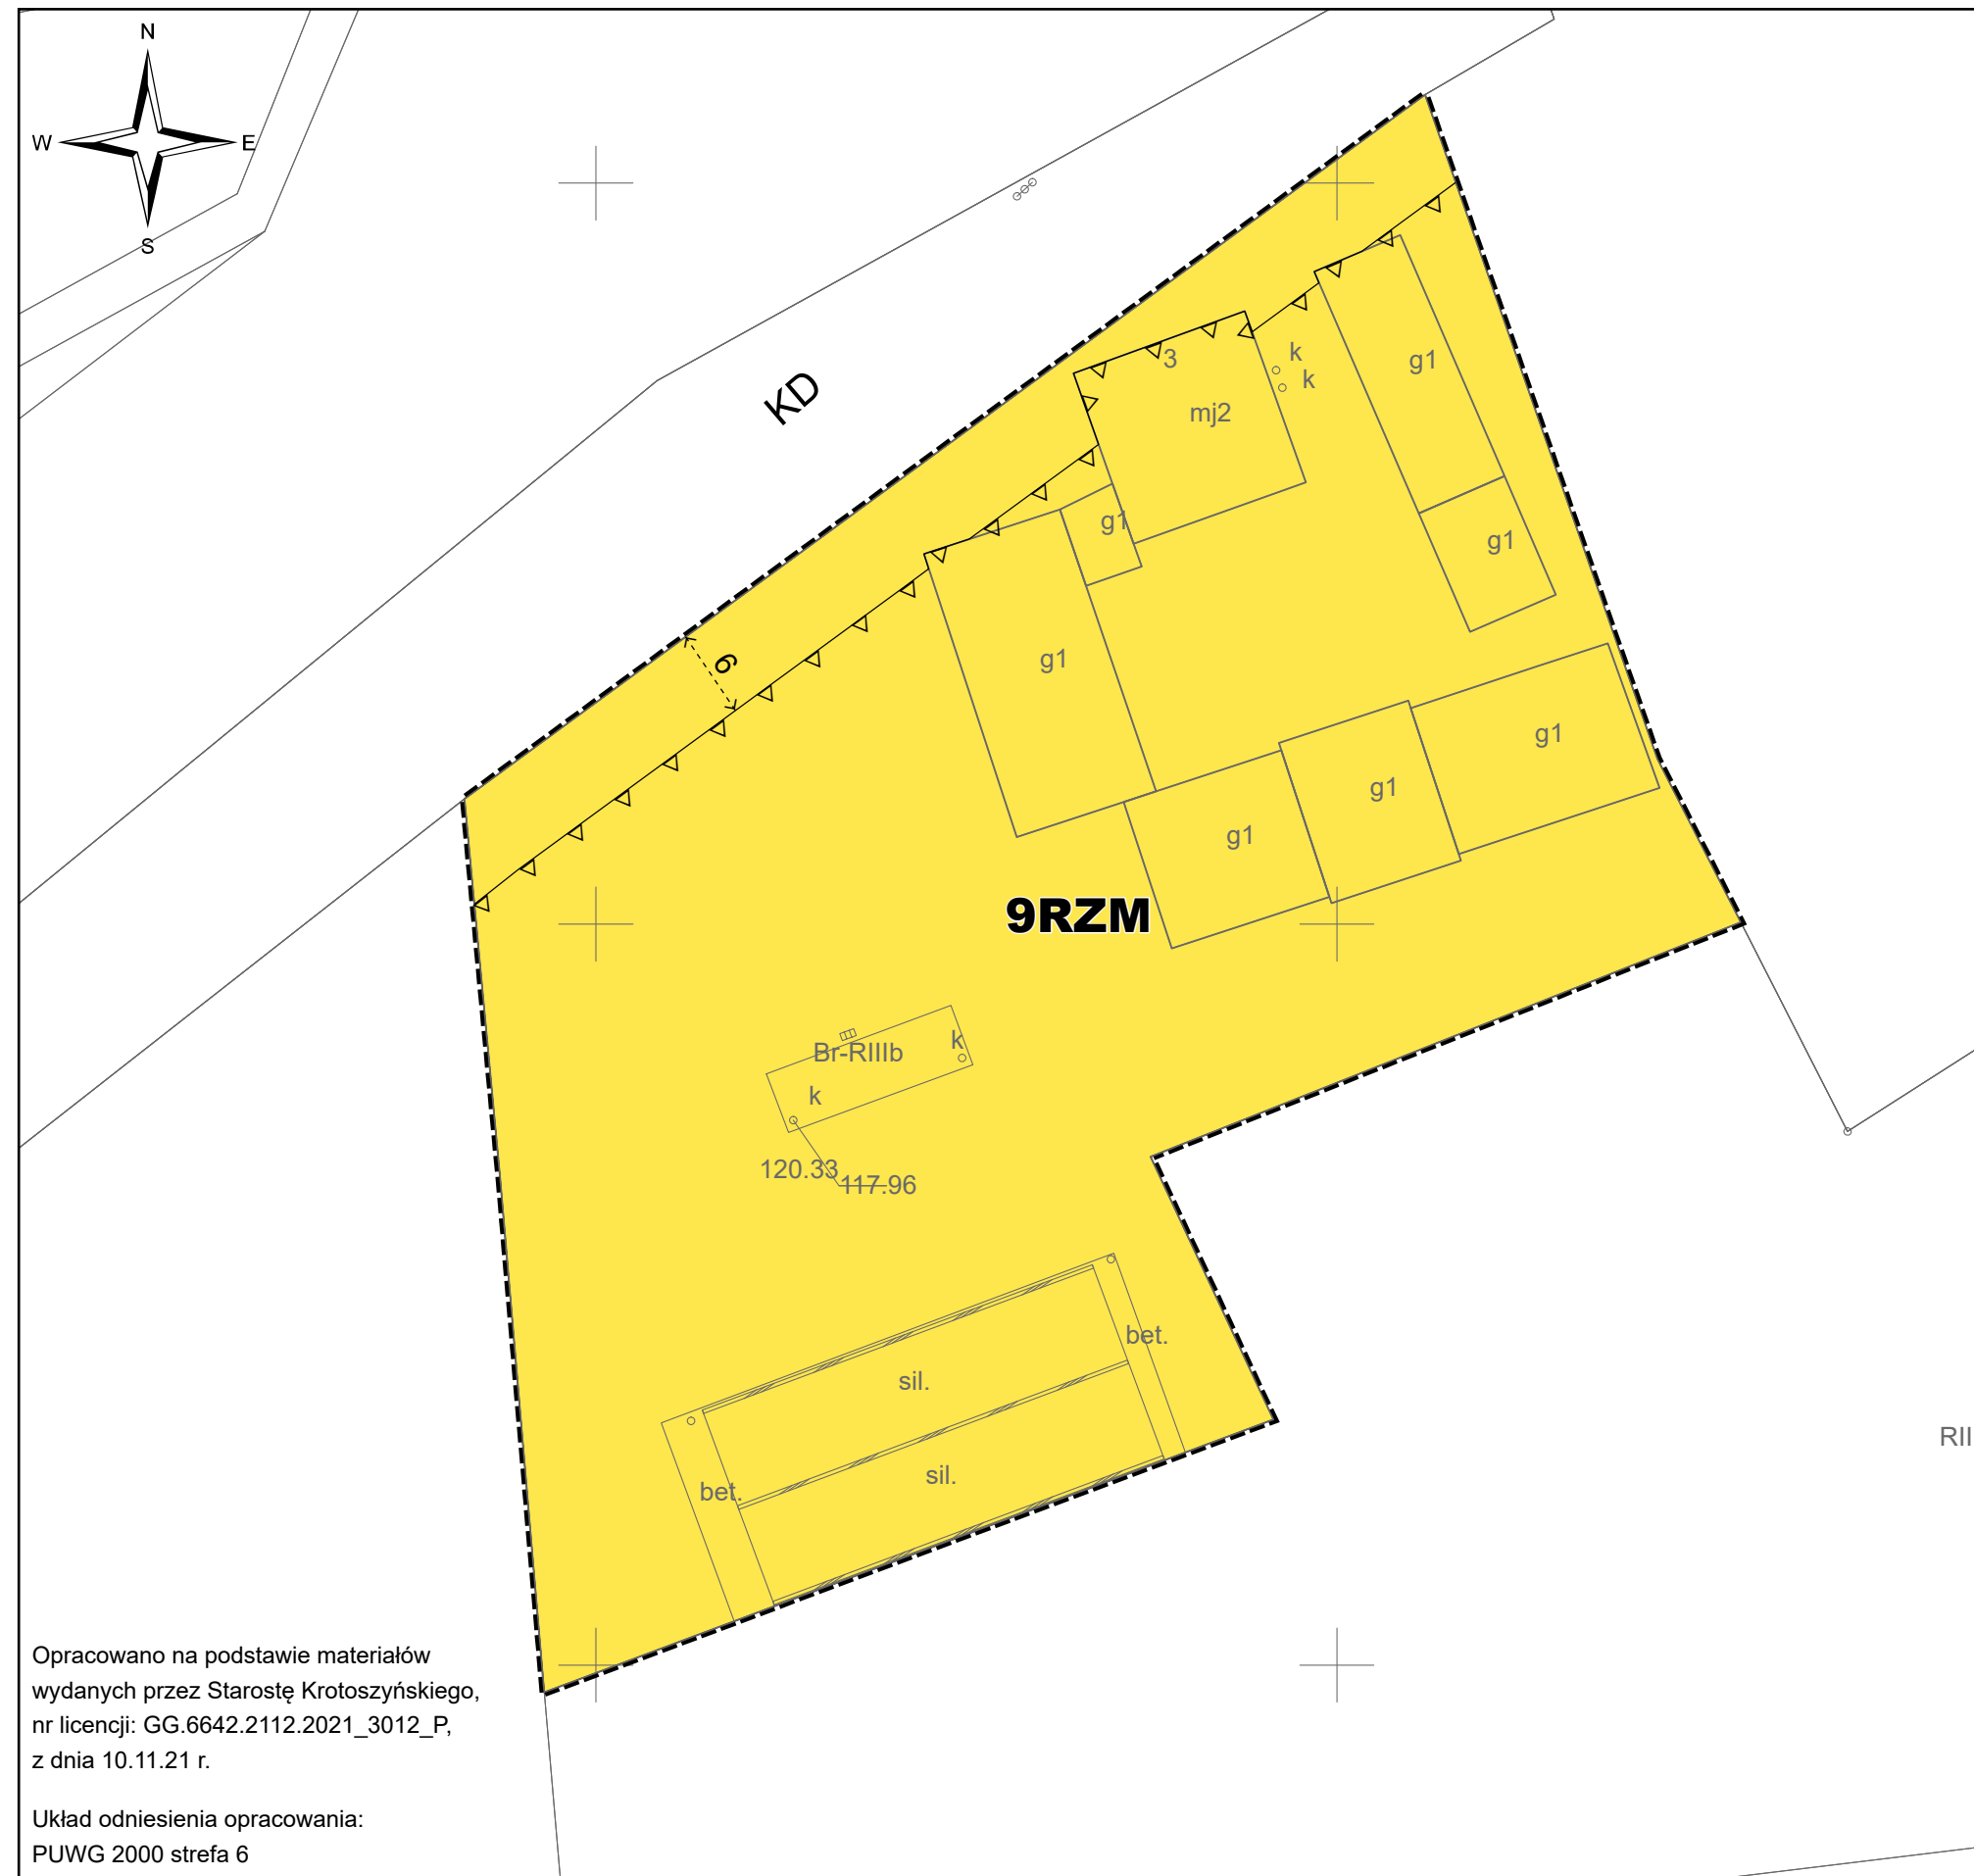 N
W E
S
KD
3
k
k
g1
mj2
g1
g1
6
g1
g1
g1
g1
9RZM
k
Br-RIIIb
k
120.33
117.96
bet.
sil.
RII
sil.
bet.
Opracowano na podstawie materiałów
wydanych przez Starostę Krotoszyńskiego,
nr licencji: GG.6642.2112.2021_3012_P,
z dnia 10.11.21 r.
Układ odniesienia opracowania:
PUWG 2000 strefa 6